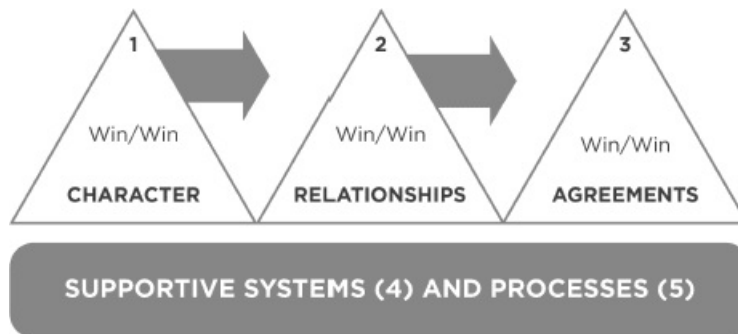 1
2
3
Win/Win
Win/Win
Win/Win
CHARACTER
RELATIONSHIPS
AGREEMENTS
SUPPORTIVE SYSTEMS (4) AND PROCESSES (5)